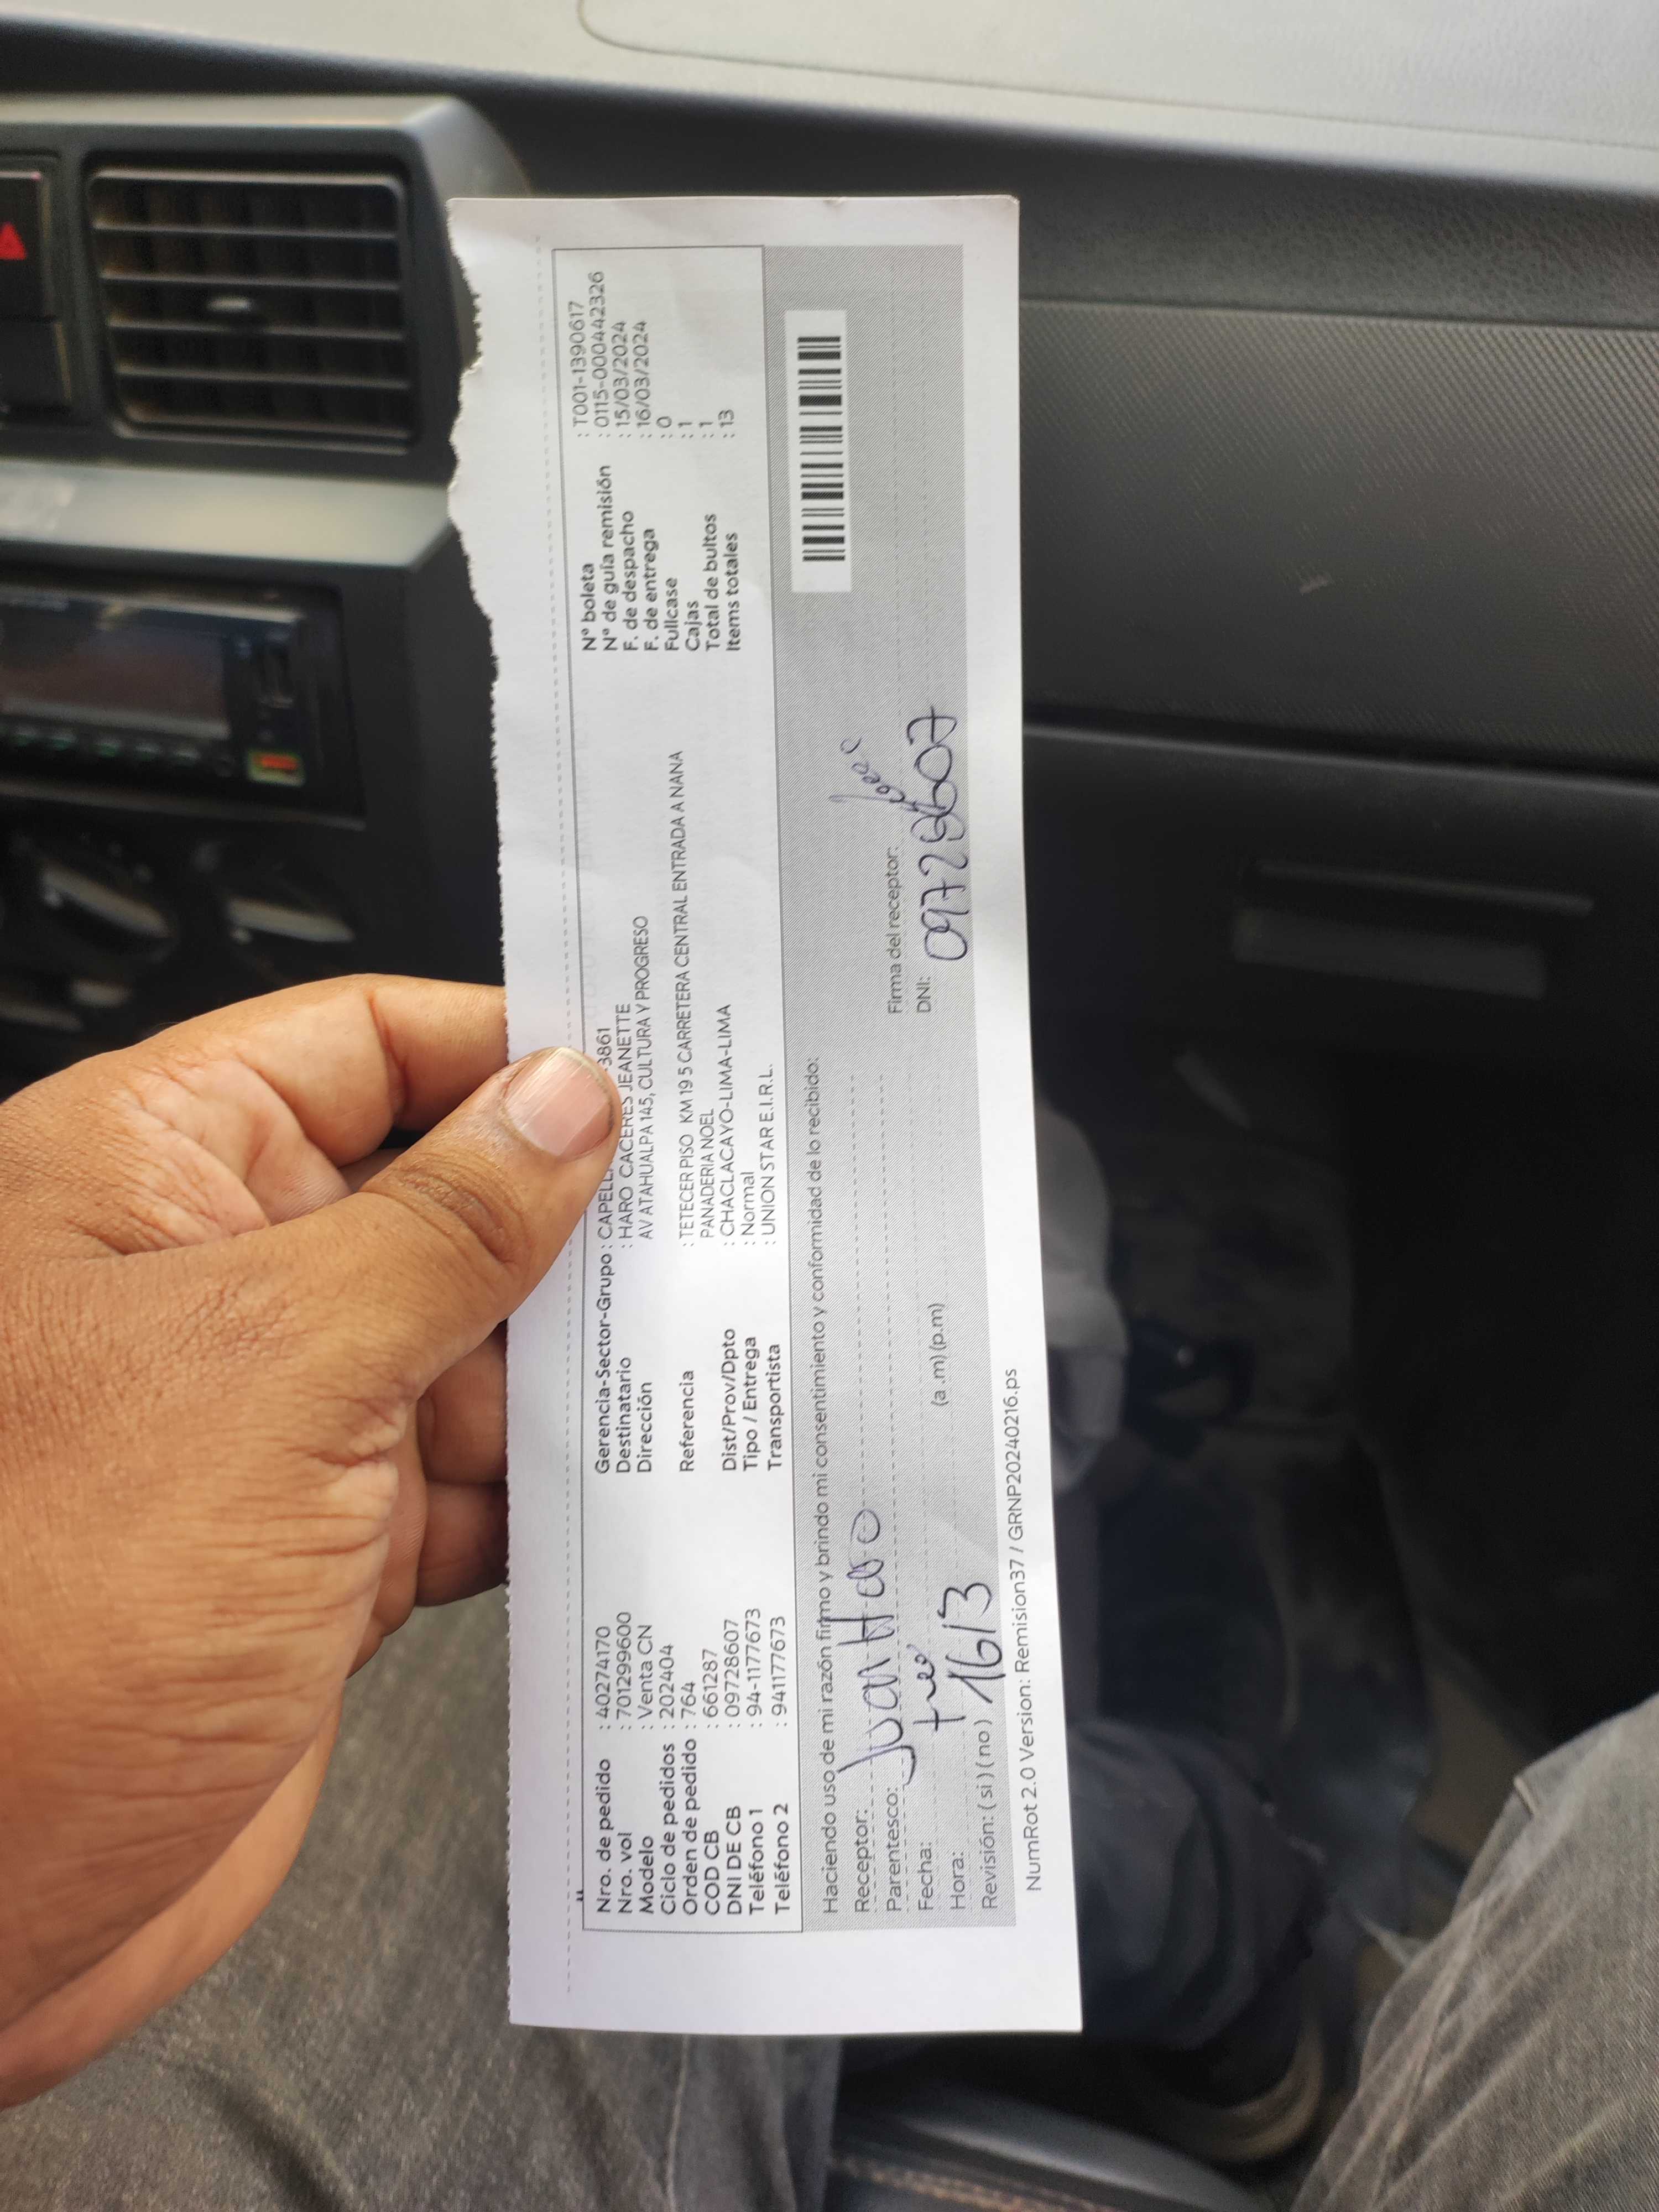 Nro. de pedido : 40274170
Nro. vol : 701299600
Modelo : Venta CN
Ciclo de pedidos : 202404
Orden de pedido : 764
COD CB : 661287
DNI DE CB : 09728607
Teléfono 1 : 94-1177673
Teléfono 2 : 941177673
Gerencia-Sector-Grupo : CAPELL 3861
Destinatario : HARO CACERES JEANETTE
Dirección AV ATAHUALPA 145, CULTURA Y PROGRESO
Referencia : TETECER PISO KM 19 5 CARRETERA CENTRAL ENTRADA A NANA
PANADERIA NOEL
Dist/Prov/Dpto : CHACLACAYO-LIMA-LIMA
Tipo / Entrega : Normal
Transportista : UNION STAR E.I.R.L.
Nº boleta : T001-1390617
Nº de guía remisión : 0115-000442326
F. de despacho : 15/03/2024
F. de entrega : 16/03/2024
Fullcase : 0
Cajas : 1
Total de bultos : 1
Items totales : 13
Haciendo uso de mi razón firmo y brindo mi consentimiento y conformidad de lo recibido:
Receptor: Juan Haro
Parentesco:
Firma del receptor:
Fecha: 16/3
DNI: 09728607
Hora: (a .m) (p.m)
Revisión: ( si ) ( no )
NumRot 2.0 Version: Remision37 / GRNP20240216.ps